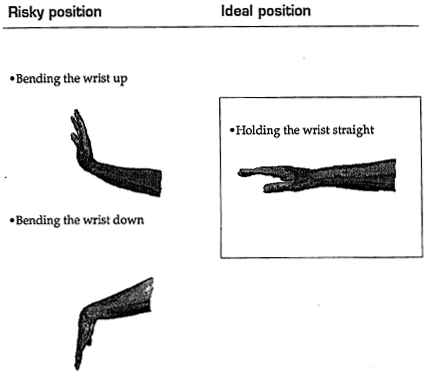 Risky position
Ideal position
•Bending the wrist up
•Holding the wrist straight
•Bending the wrist down